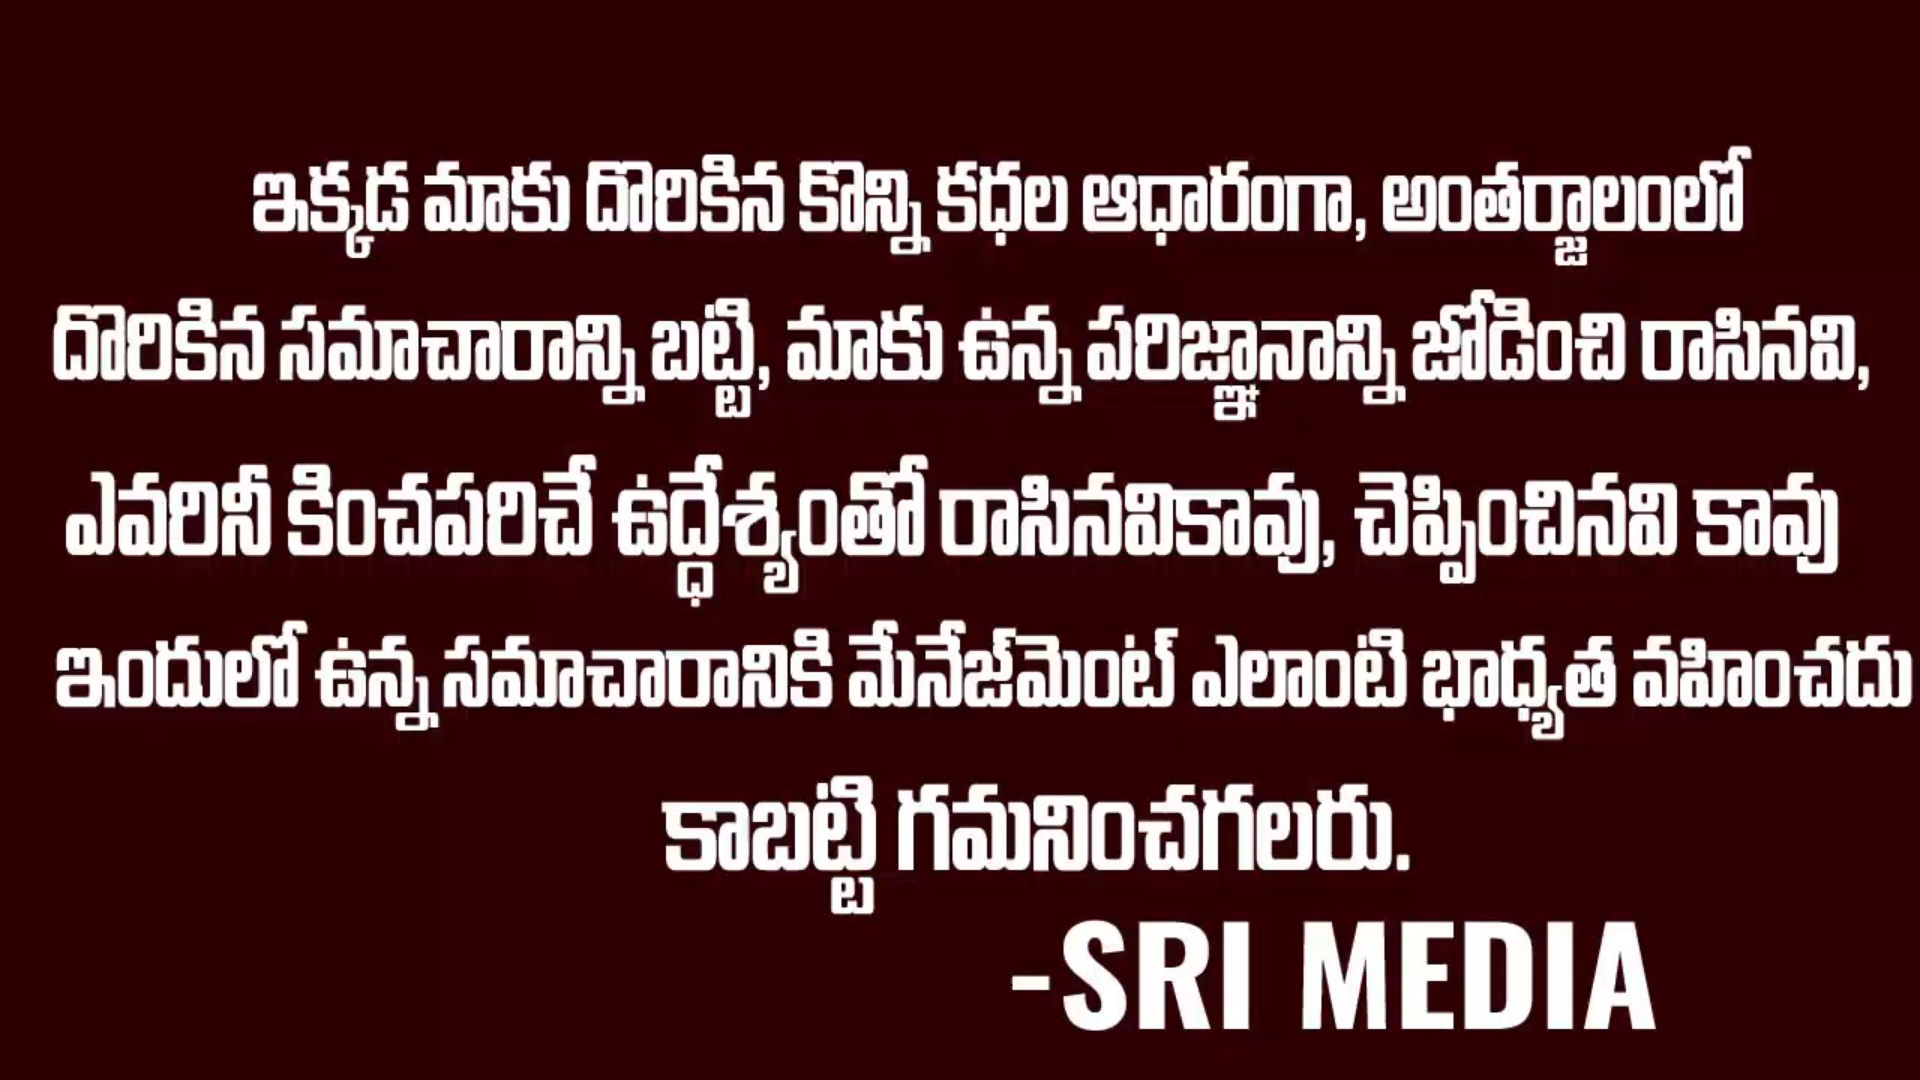 ఇక్కడ మాకు దొరికిన కొన్ని కధల ఆధారంగా, అంతర్జాలంలో
దొరికిన సమాచారాన్ని బట్టి, మాకు ఉన్న పరిజ్ఞానాన్ని జోడించి రాసినవి,
ఎవరినీ కించపరిచే ఉద్ధేశ్యంతో రాసినవికావు, చెప్పించినవి కావు
ఇందులో ఉన్న సమాచారానికి మేనేజ్‌మెంట్ ఎలాంటి భాధ్యత వహించదు
కాబట్టి గమనించగలరు.
-SRI MEDIA